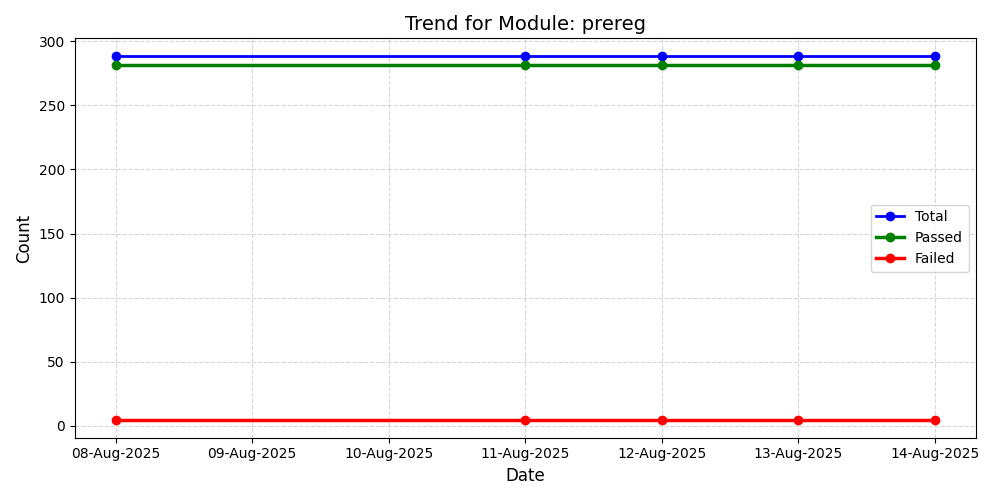 Trend for Module: prereg
300
250
200
150
100
50
0
Count
Total
Passed
Failed
08-Aug-2025
09-Aug-2025
10-Aug-2025
11-Aug-2025
12-Aug-2025
13-Aug-2025
14-Aug-2025
Date